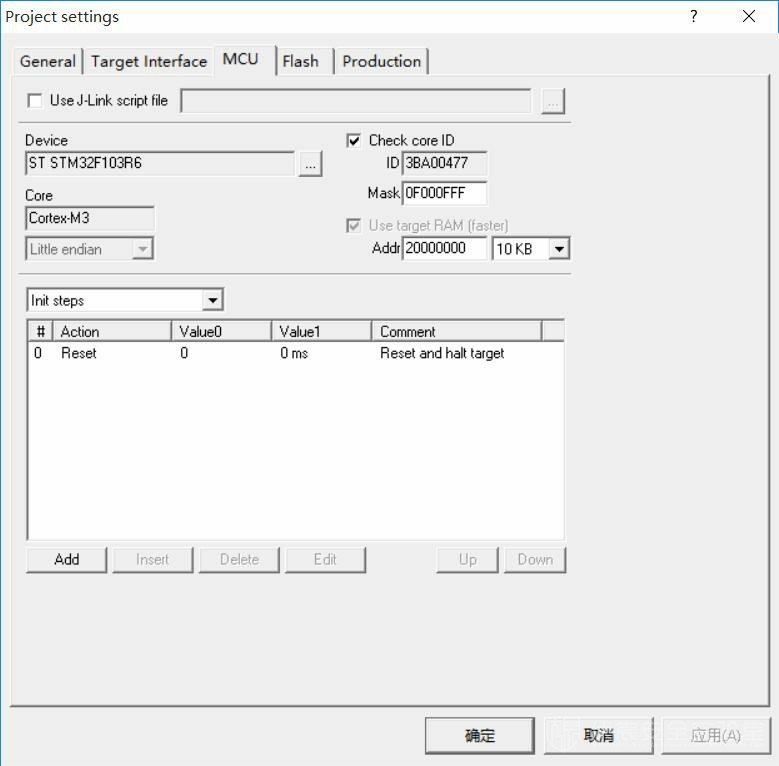 Project settings
General Target Interface MCU Flash Production
Use J-Link script file ...
Device
ST STM32F103R6 ...
Check core ID
ID 3BA00477
Mask 0F000FFF
Core
Cortex-M3
Little endian
Use target RAM (faster)
Addr 20000000 10 KB
Init steps
# Action Value0 Value1 Comment
0 Reset 0 0 ms Reset and halt target
Add Insert Delete Edit Up Down
确定 取消 应用(A)